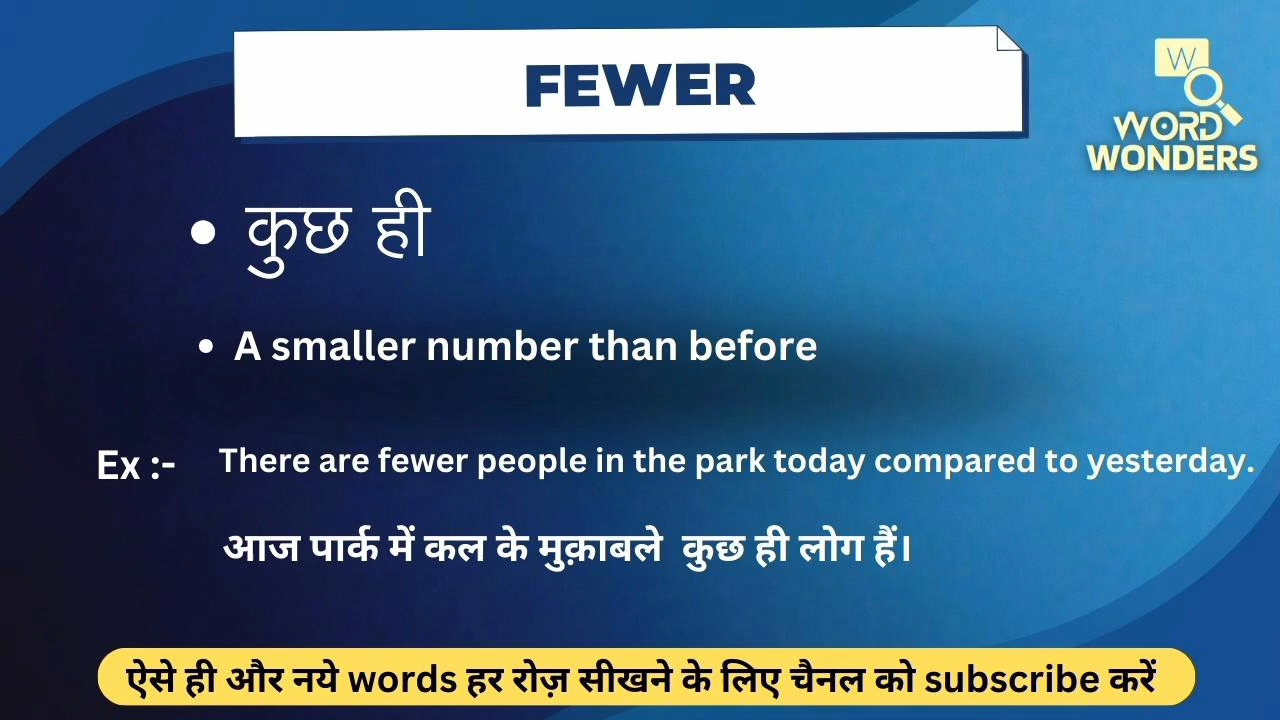 FEWER
W
WORD
WONDERS
• कुछ ही
• A smaller number than before
Ex :- There are fewer people in the park today compared to yesterday.
आज पार्क में कल के मुक़ाबले कुछ ही लोग हैं।
ऐसे ही और नये words हर रोज़ सीखने के लिए चैनल को subscribe करें